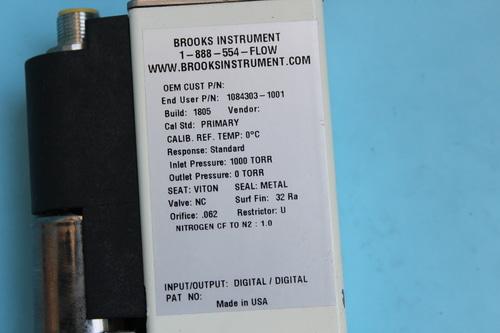 BROOKS INSTRUMENT
1-888-554-FLOW
WWW.BROOKSINSTRUMENT.COM
OEM CUST P/N:
End User P/N: 1084303-1001
Build: 1805 Vendor:
Cal Std: PRIMARY
CALIB. REF. TEMP: 0°C
Response: Standard
Inlet Pressure: 1000 TORR
Outlet Pressure: 0 TORR
SEAT: VITON SEAL: METAL
Valve: NC Surf Fin: 32 Ra
Orifice: .062 Restrictor: U
NITROGEN CF TO N2 : 1.0
INPUT/OUTPUT: DIGITAL / DIGITAL
PAT NO:
Made in USA